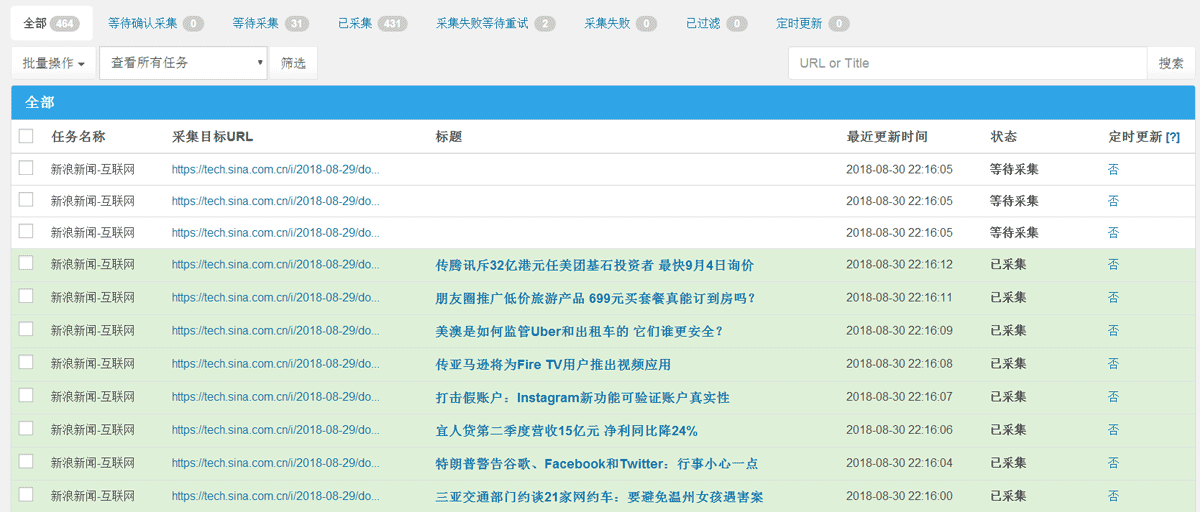 全部 464 等待确认采集 0 等待采集 31 已采集 431 采集失败等待重试 2 采集失败 0 已过滤 0 定时更新 0
批量操作 查看所有任务 筛选 URL or Title 搜索
全部
任务名称 采集目标URL 标题 最近更新时间 状态 定时更新 [?]
新浪新闻-互联网 https://tech.sina.com.cn/i/2018-08-29/do... 2018-08-30 22:16:05 等待采集 否
新浪新闻-互联网 https://tech.sina.com.cn/i/2018-08-29/do... 2018-08-30 22:16:05 等待采集 否
新浪新闻-互联网 https://tech.sina.com.cn/i/2018-08-29/do... 2018-08-30 22:16:05 等待采集 否
新浪新闻-互联网 https://tech.sina.com.cn/i/2018-08-29/do... 传腾讯斥32亿港元任美团基石投资者 最快9月4日询价 2018-08-30 22:16:12 已采集 否
新浪新闻-互联网 https://tech.sina.com.cn/i/2018-08-29/do... 朋友圈推广低价旅游产品 699元买套餐真能订到房吗？ 2018-08-30 22:16:11 已采集 否
新浪新闻-互联网 https://tech.sina.com.cn/i/2018-08-29/do... 美澳是如何监管Uber和出租车的 它们谁更安全？ 2018-08-30 22:16:09 已采集 否
新浪新闻-互联网 https://tech.sina.com.cn/i/2018-08-29/do... 传亚马逊将为Fire TV用户推出视频应用 2018-08-30 22:16:08 已采集 否
新浪新闻-互联网 https://tech.sina.com.cn/i/2018-08-29/do... 打击假账户：Instagram新功能可验证账户真实性 2018-08-30 22:16:07 已采集 否
新浪新闻-互联网 https://tech.sina.com.cn/i/2018-08-29/do... 宜人贷第二季度营收15亿元 净利同比降24% 2018-08-30 22:16:06 已采集 否
新浪新闻-互联网 https://tech.sina.com.cn/i/2018-08-29/do... 特朗普警告谷歌、Facebook和Twitter：行事小心一点 2018-08-30 22:16:04 已采集 否
新浪新闻-互联网 https://tech.sina.com.cn/i/2018-08-29/do... 三亚交通部门约谈21家网约车：要避免温州女孩遇害案 2018-08-30 22:16:00 已采集 否